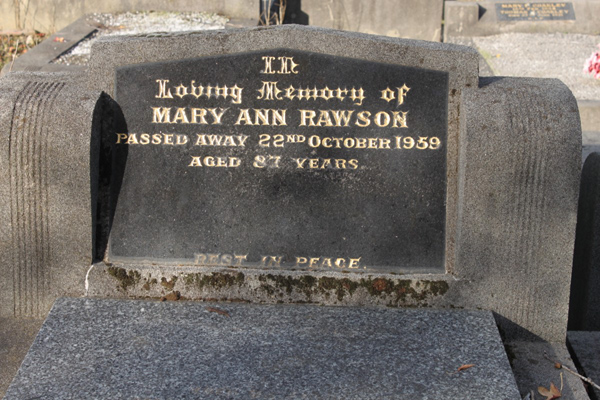 In
Loving Memory of
MARY ANN RAWSON
PASSED AWAY 22ND OCTOBER 1959
AGED 87 YEARS.
REST IN PEACE.